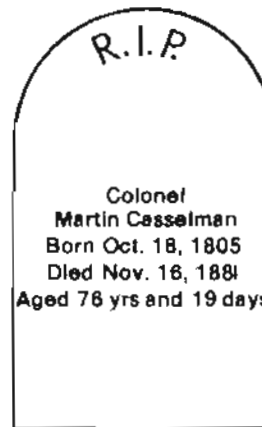 R.I.P.
Colonel
Martin Casselman
Born Oct. 18, 1805
Died Nov. 16, 1881
Aged 76 yrs and 19 days